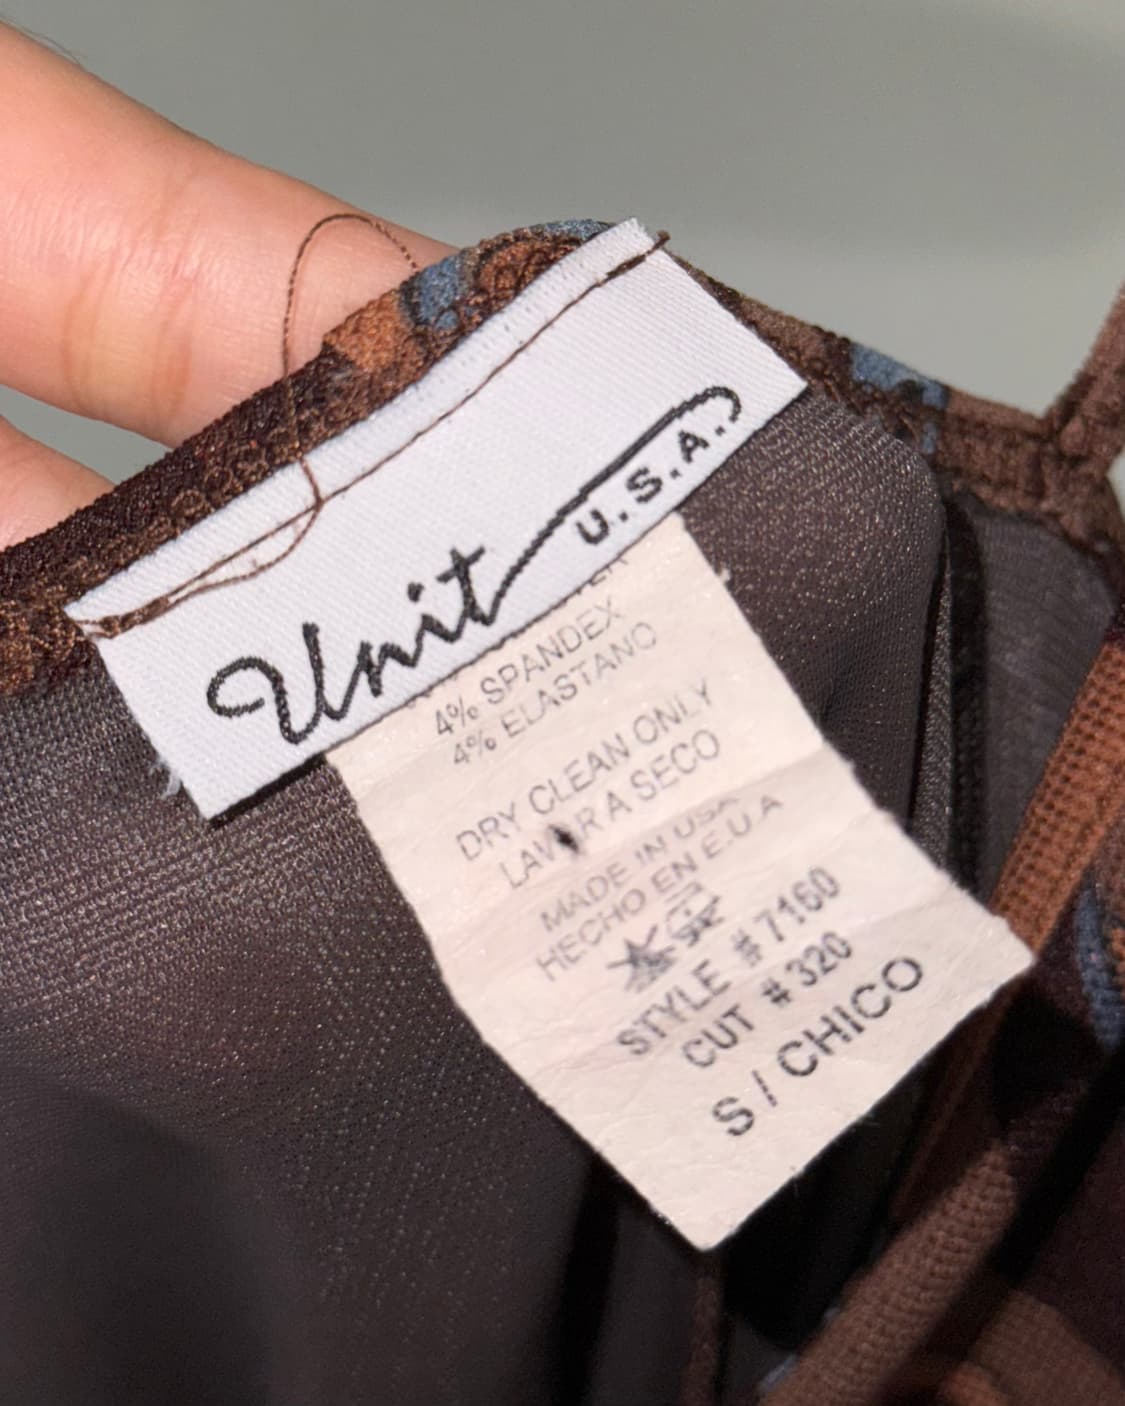 Unit U.S.A.
4% SPANDEX
4% ELASTANO
DRY CLEAN ONLY
LAVAR A SECO
MADE IN USA
HECHO EN E.U.A
STYLE # 7160
CUT # 320
S / CHICO